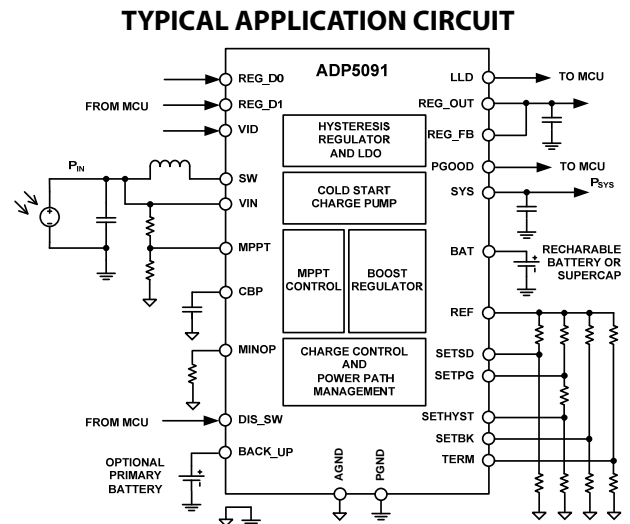 TYPICAL APPLICATION CIRCUIT
ADP5091
REG_D0
FROM MCU
REG_D1
VID
PIN
SW
VIN
MPPT
CBP
MINOP
FROM MCU
DIS_SW
BACK_UP
OPTIONAL
PRIMARY
BATTERY
+
–
HYSTERESIS
REGULATOR
AND LDO
COLD START
CHARGE PUMP
MPPT
CONTROL
BOOST
REGULATOR
CHARGE CONTROL
AND
POWER PATH
MANAGEMENT
AGND
PGND
LLD
TO MCU
REG_OUT
REG_FB
PGOOD
TO MCU
SYS
PSYS
BAT
RECHARABLE
BATTERY OR
SUPERCAP
REF
SETSD
SETPG
SETHYST
SETBK
TERM